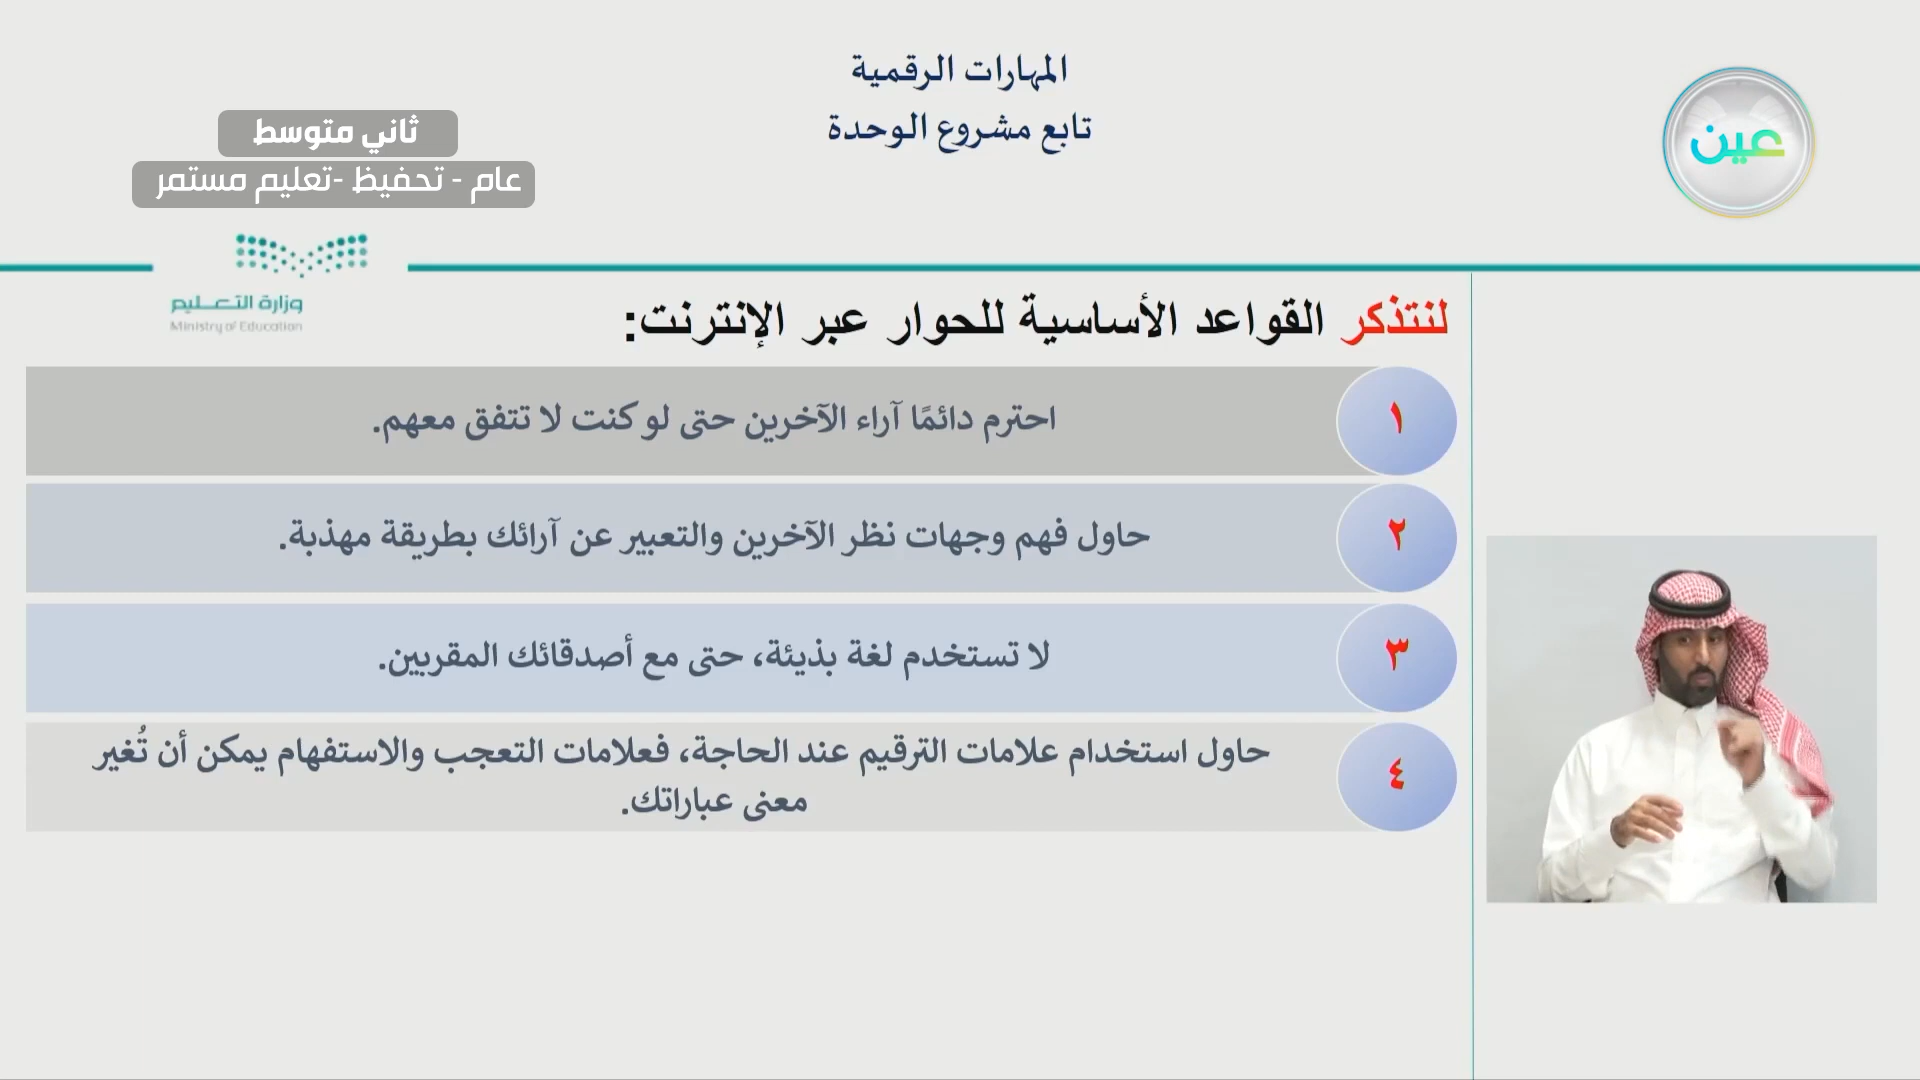 المهارات الرقمية
تابع مشروع الوحدة
عين
ثاني متوسط
عام - تحفيظ -تعليم مستمر
وزارة التعـــليم
Ministry of Education
لنتذكر القواعد الأساسية للحوار عبر الإنترنت:
١
احترم دائمًا آراء الآخرين حتى لو كنت لا تتفق معهم.
٢
حاول فهم وجهات نظر الآخرين والتعبير عن آرائك بطريقة مهذبة.
٣
لا تستخدم لغة بذيئة، حتى مع أصدقائك المقربين.
٤
حاول استخدام علامات الترقيم عند الحاجة، فعلامات التعجب والاستفهام يمكن أن تُغير
معنى عباراتك.